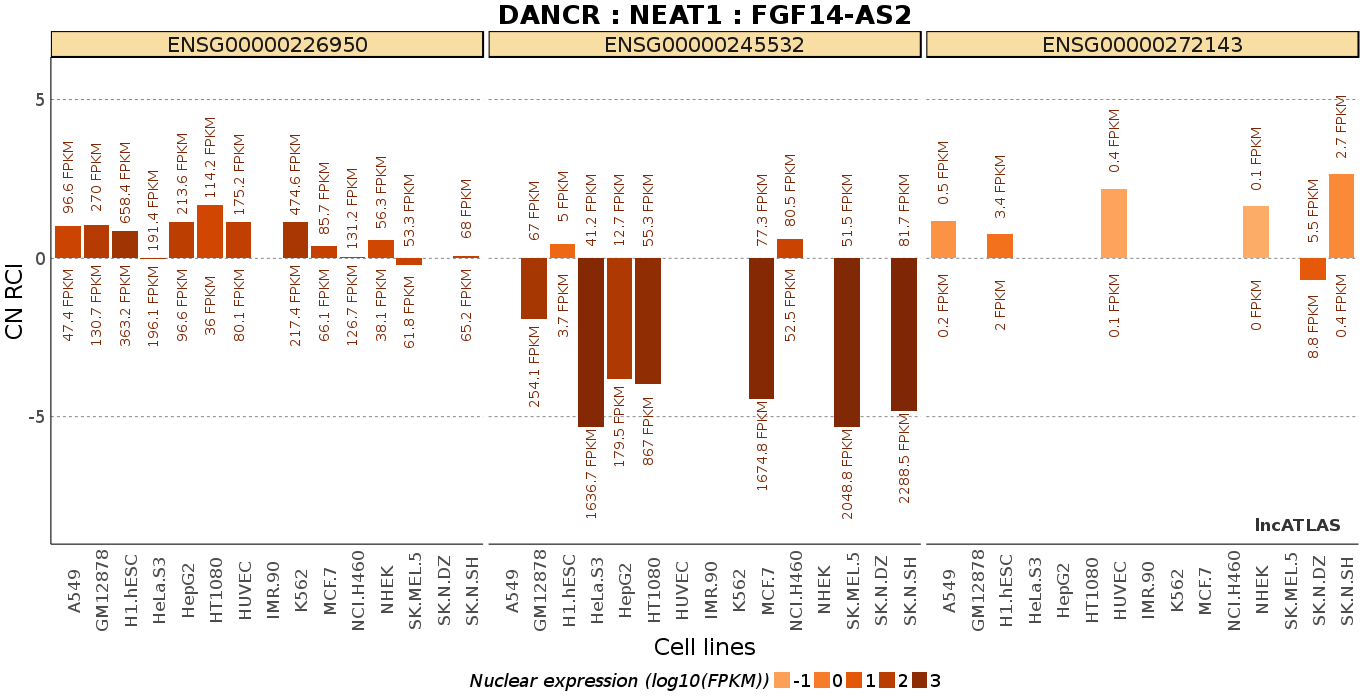 DANCR : NEAT1 : FGF14-AS2
ENSG00000226950 ENSG00000245532 ENSG00000272143
CN RCI
5
0
-5
96.6 FPKM
270 FPKM
658.4 FPKM
191.4 FPKM
213.6 FPKM
114.2 FPKM
175.2 FPKM
474.6 FPKM
85.7 FPKM
131.2 FPKM
56.3 FPKM
53.3 FPKM
68 FPKM
47.4 FPKM
130.7 FPKM
363.2 FPKM
196.1 FPKM
96.6 FPKM
36 FPKM
80.1 FPKM
217.4 FPKM
66.1 FPKM
126.7 FPKM
38.1 FPKM
61.8 FPKM
65.2 FPKM
67 FPKM
5 FPKM
41.2 FPKM
12.7 FPKM
55.3 FPKM
77.3 FPKM
80.5 FPKM
51.5 FPKM
81.7 FPKM
254.1 FPKM
3.7 FPKM
1636.7 FPKM
179.5 FPKM
867 FPKM
1674.8 FPKM
52.5 FPKM
2048.8 FPKM
2288.5 FPKM
0.5 FPKM
3.4 FPKM
0.4 FPKM
0.1 FPKM
5.5 FPKM
2.7 FPKM
0.2 FPKM
2 FPKM
0.1 FPKM
0 FPKM
8.8 FPKM
0.4 FPKM
lncATLAS
A549
GM12878
H1.hESC
HeLa.S3
HepG2
HT1080
HUVEC
IMR.90
K562
MCF.7
NCI.H460
NHEK
SK.MEL.5
SK.N.DZ
SK.N.SH
A549
GM12878
H1.hESC
HeLa.S3
HepG2
HT1080
HUVEC
IMR.90
K562
MCF.7
NCI.H460
NHEK
SK.MEL.5
SK.N.DZ
SK.N.SH
A549
GM12878
H1.hESC
HeLa.S3
HepG2
HT1080
HUVEC
IMR.90
K562
MCF.7
NCI.H460
NHEK
SK.MEL.5
SK.N.DZ
SK.N.SH
Cell lines
Nuclear expression (log10(FPKM)) -1 0 1 2 3